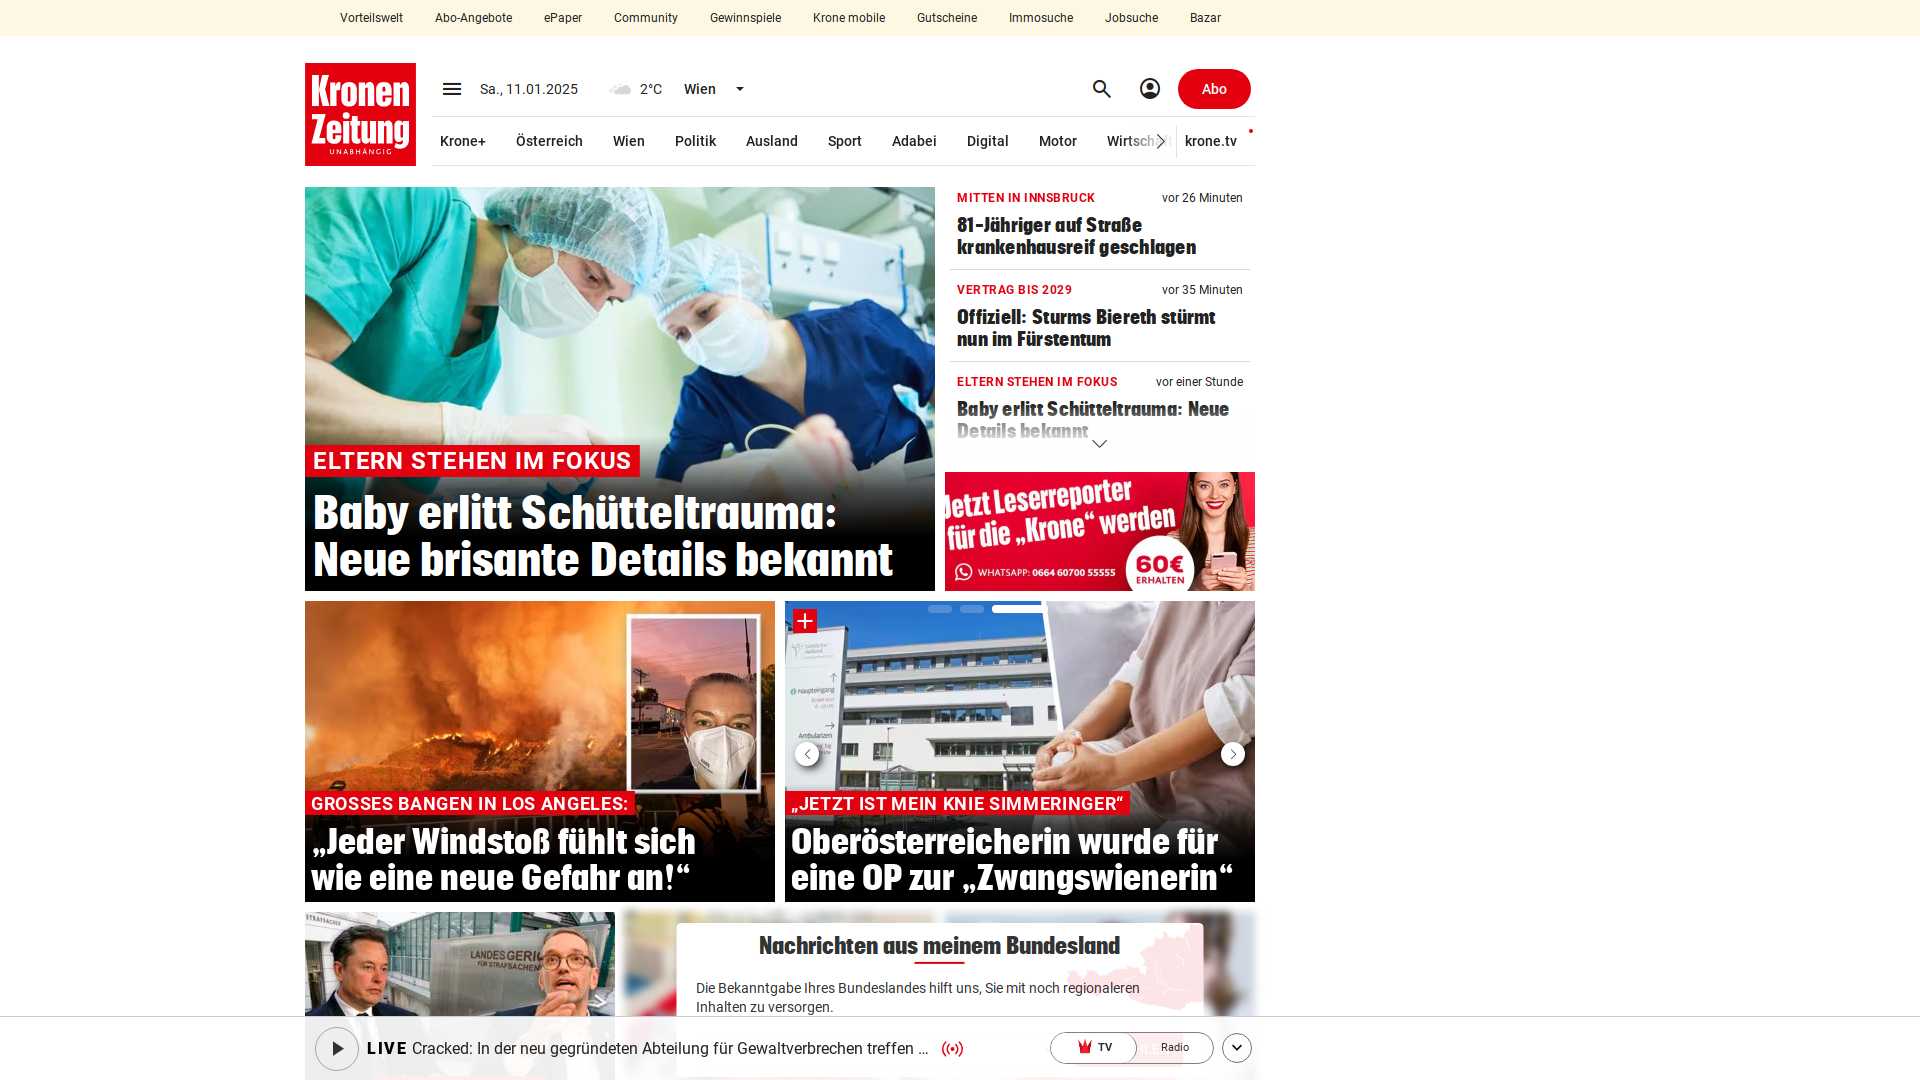 Vorteilswelt Abo-Angebote ePaper Community Gewinnspiele Krone mobile Gutscheine Immosuche Jobsuche Bazar
Kronen
Zeitung
UNABHÄNGIG
Sa., 11.01.2025 2°C Wien
Abo
Krone+ Österreich Wien Politik Ausland Sport Adabei Digital Motor Wirtschaft krone.tv
ELTERN STEHEN IM FOKUS
Baby erlitt Schütteltrauma:
Neue brisante Details bekannt
MITTEN IN INNSBRUCK vor 26 Minuten
81-Jähriger auf Straße
krankenhausreif geschlagen
VERTRAG BIS 2029 vor 35 Minuten
Offiziell: Sturms Biereth stürmt
nun im Fürstentum
ELTERN STEHEN IM FOKUS vor einer Stunde
Baby erlitt Schütteltrauma: Neue
Details bekannt
Jetzt Leserreporter
für die „Krone“ werden
WHATSAPP: 0664 60700 55555
60€
ERHALTEN
GROSSES BANGEN IN LOS ANGELES:
„Jeder Windstoß fühlt sich
wie eine neue Gefahr an!“
Haupteingang
Ambulanzen
„JETZT IST MEIN KNIE SIMMERINGER“
Oberösterreicherin wurde für
eine OP zur „Zwangswienerin“
LANDESGERIC
FÜR STRAFSACHEN
Nachrichten aus meinem Bundesland
Die Bekanntgabe Ihres Bundeslandes hilft uns, Sie mit noch regionaleren
Inhalten zu versorgen.
LIVE Cracked: In der neu gegründeten Abteilung für Gewaltverbrechen treffen ...
TV Radio